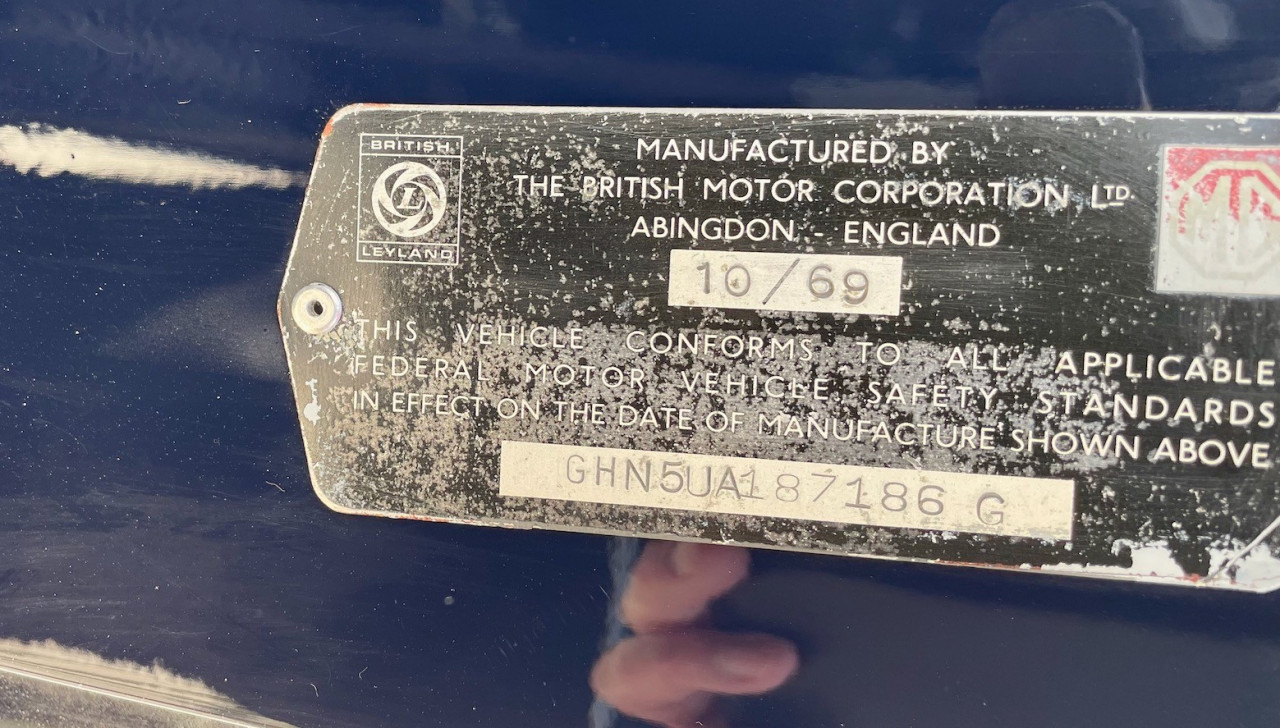 BRITISH
L
LEYLAND
MANUFACTURED BY
THE BRITISH MOTOR CORPORATION LTD.
ABINGDON - ENGLAND
MG
10/69
THIS VEHICLE CONFORMS TO ALL APPLICABLE
FEDERAL MOTOR VEHICLE SAFETY STANDARDS
IN EFFECT ON THE DATE OF MANUFACTURE SHOWN ABOVE
GHN5UA187186 G